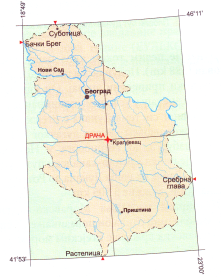 18°49'
46°11'
Суботица
Бачки Брег
Нови Сад
Београд
ДРАЧА
Крагујевац
Сребрна
глава
Приштина
Растелица
41°53'
23°00'